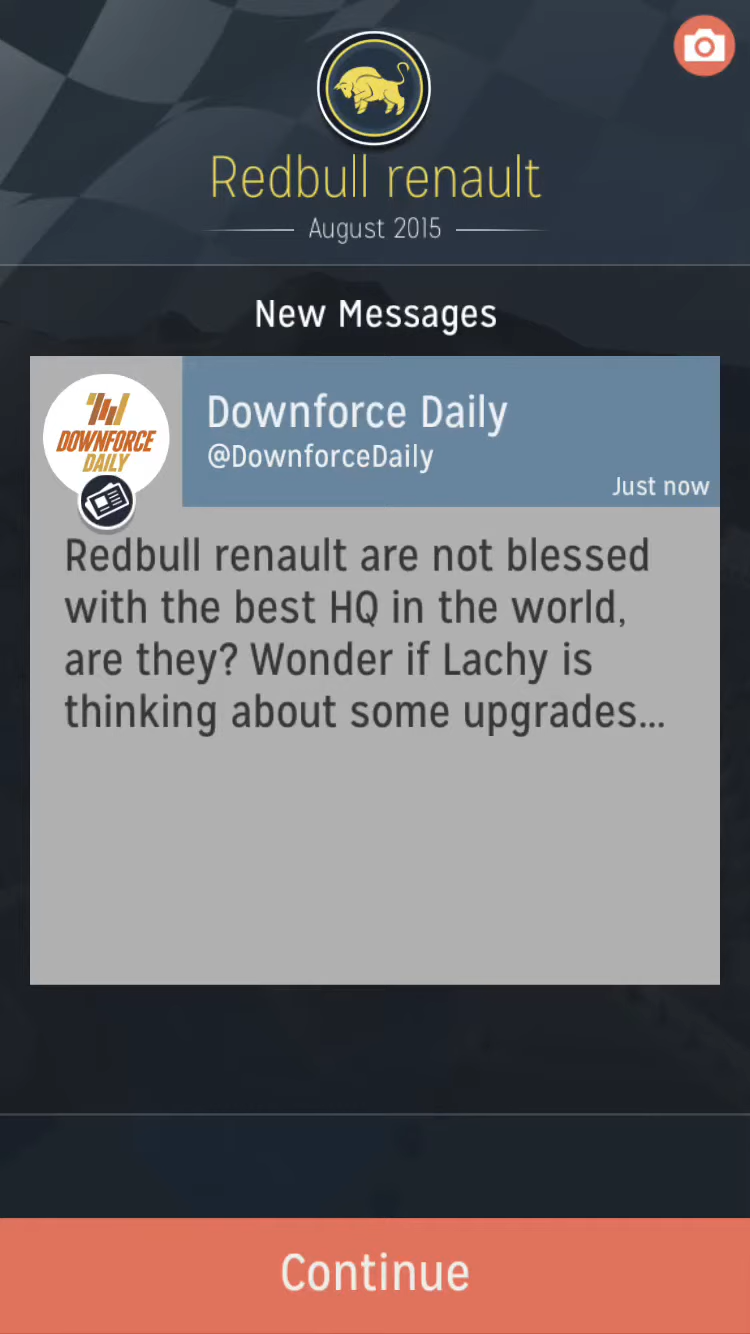 Redbull renault
August 2015
New Messages
DOWNFORCE
DAILY
Downforce Daily
@DownforceDaily
Just now
Redbull renault are not blessed
with the best HQ in the world,
are they? Wonder if Lachy is
thinking about some upgrades...
Continue